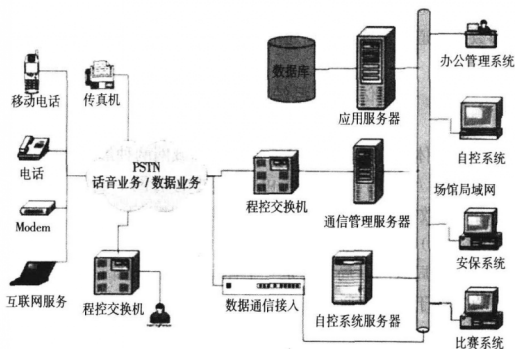 移动电话
传真机
电话
Modem
互联网服务
PSTN
话音业务 / 数据业务
程控交换机
数据库
应用服务器
程控交换机
通信管理服务器
数据通信接入
自控系统服务器
场馆局域网
办公管理系统
自控系统
安保系统
比赛系统